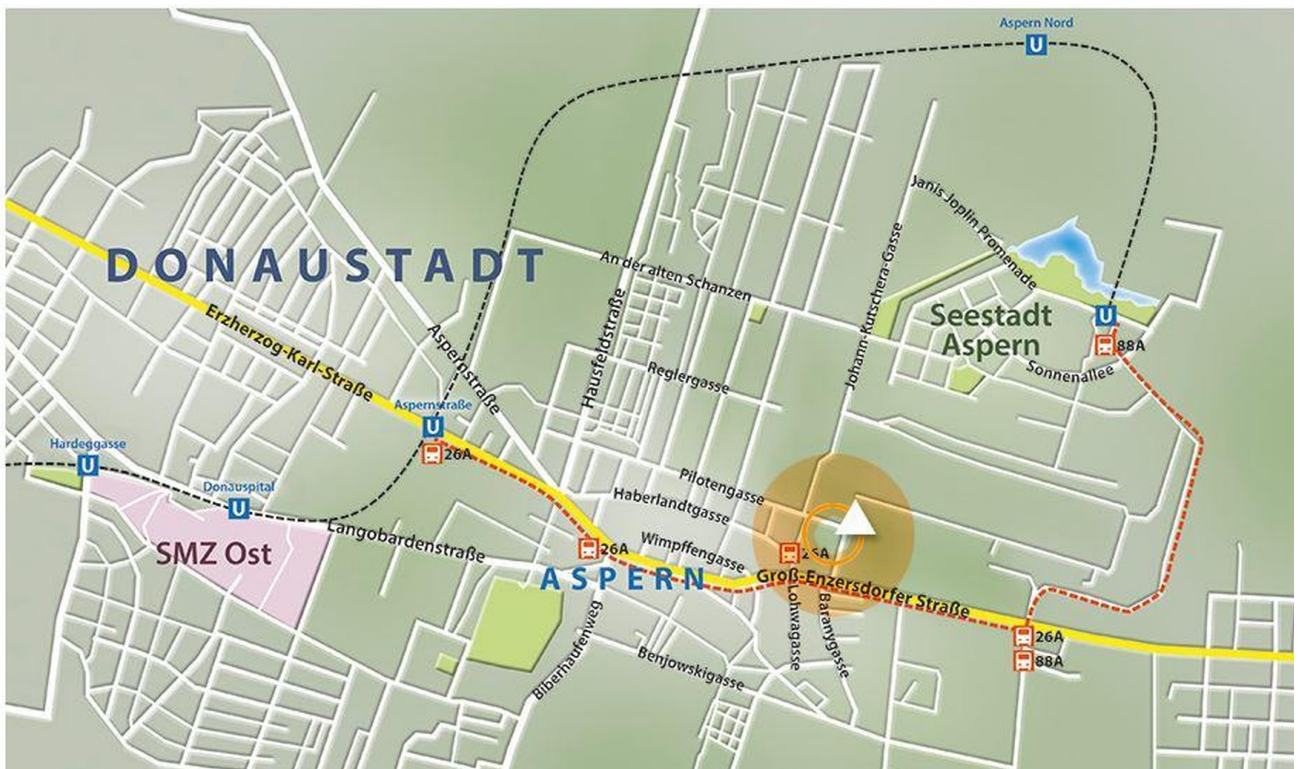 Aspern Nord
U
Janis Joplin Promenade
DONAUSTADT
An der alten Schanzen
Johann-Kutschera-Gasse
Hausfeldstraße
Seestadt
Aspern
U
88A
Sonnenallee
Erzherzog-Karl-Straße
Aspernstraße
Reglergasse
Aspernstraße
U
26A
Hardeggasse
U
Donauspital
U
Pilotengasse
Haberlandtgasse
Langobardenstraße
SMZ Ost
26A
Wimpffengasse
26A
ASPERN
Groß-Enzersdorfer Straße
Lohwagasse
Baranygasse
Biberhaufenweg
Benjowskigasse
26A
88A